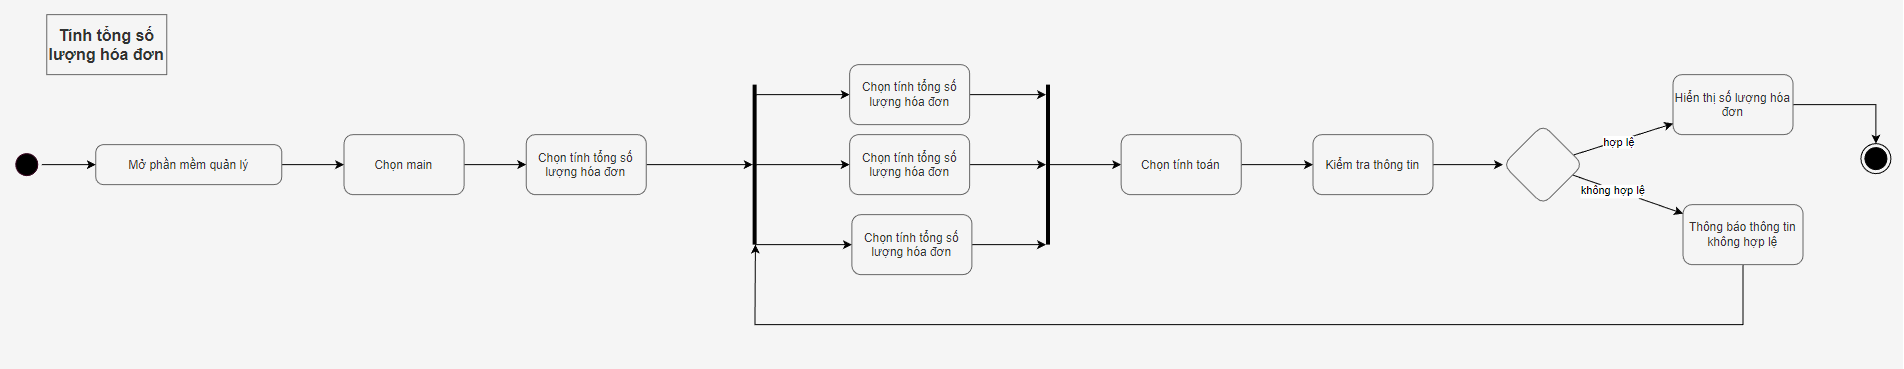 Tính tổng số
lượng hóa đơn
Mở phần mềm quản lý
Chọn main
Chọn tính tổng số
lượng hóa đơn
Chọn tính tổng số
lượng hóa đơn
Chọn tính tổng số
lượng hóa đơn
Chọn tính tổng số
lượng hóa đơn
Chọn tính toán
Kiểm tra thông tin
hợp lệ
không hợp lệ
Hiển thị số lượng hóa
đơn
Thông báo thông tin
không hợp lệ